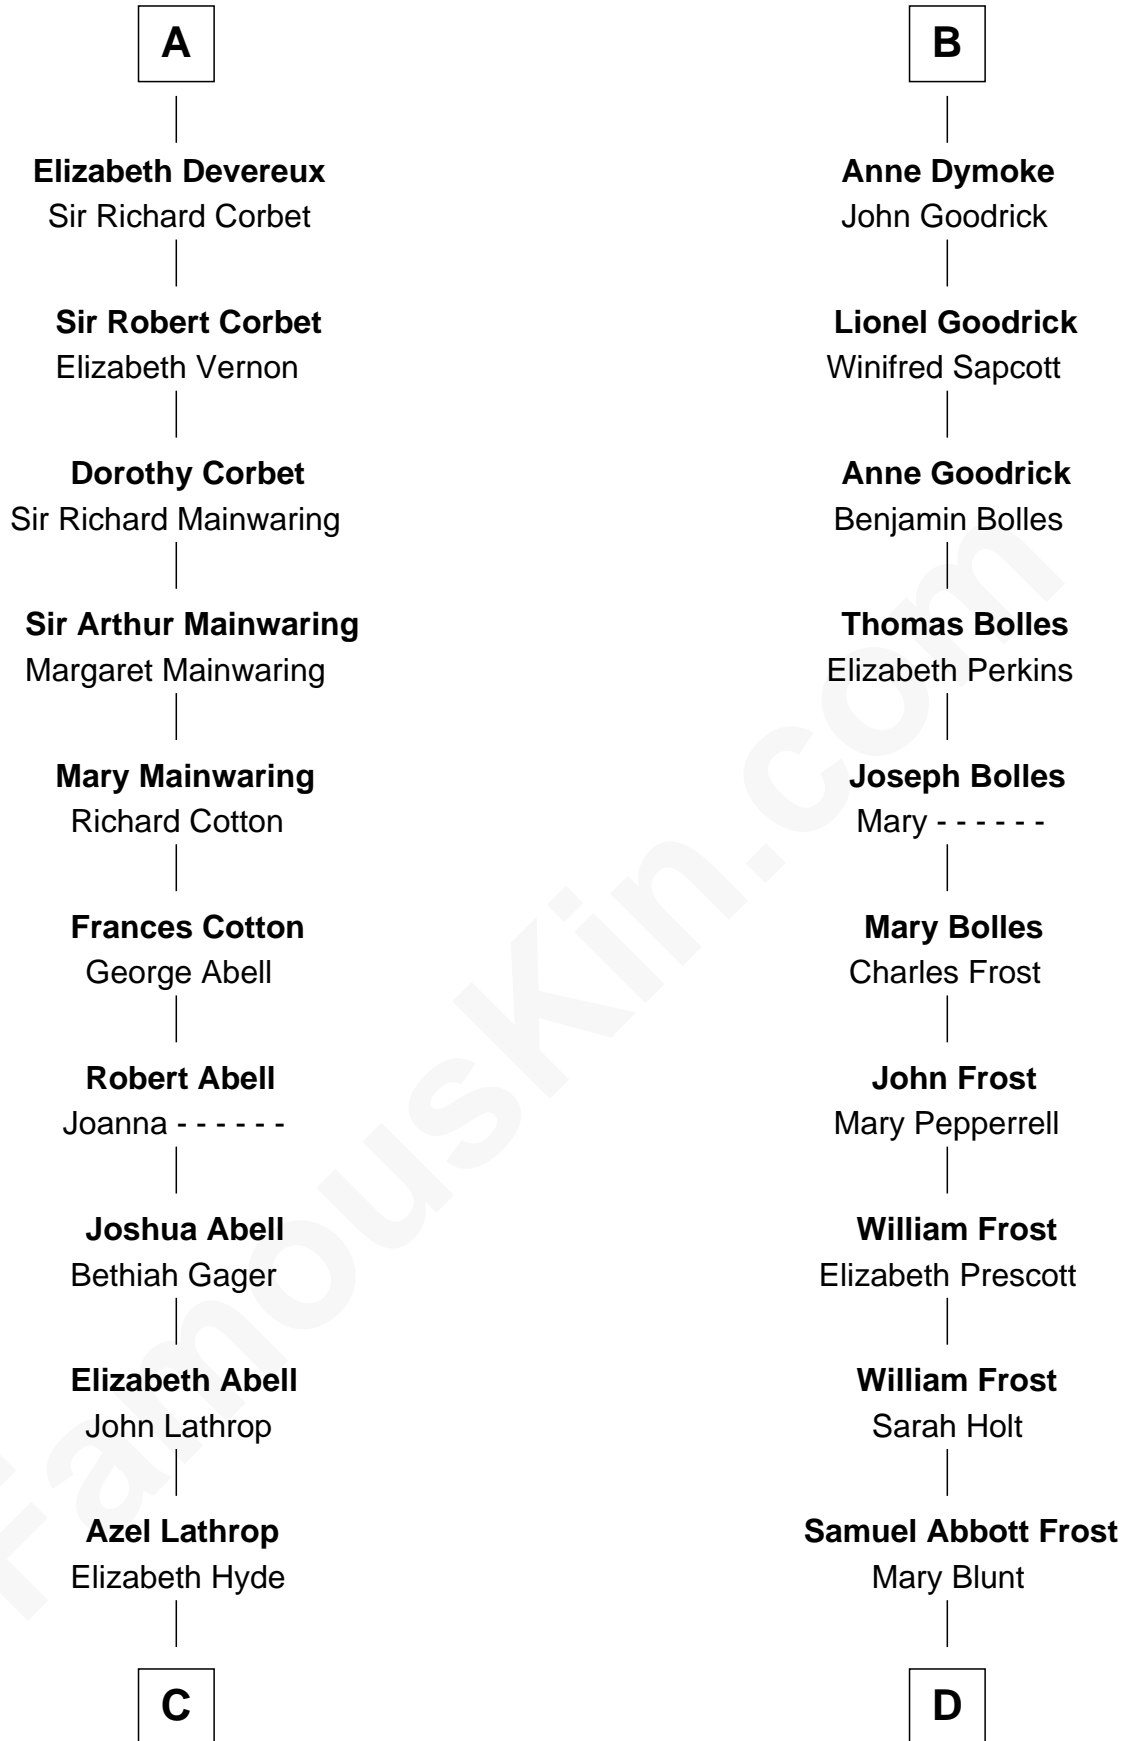 A
Elizabeth Devereux
Sir Richard Corbet
Sir Robert Corbet
Elizabeth Vernon
Dorothy Corbet
Sir Richard Mainwaring
Sir Arthur Mainwaring
Margaret Mainwaring
Mary Mainwaring
Richard Cotton
Frances Cotton
George Abell
Robert Abell
Joanna - - - - - -
Joshua Abell
Bethiah Gager
Elizabeth Abell
John Lathrop
Azel Lathrop
Elizabeth Hyde
C
B
Anne Dymoke
John Goodrick
Lionel Goodrick
Winifred Sapcott
Anne Goodrick
Benjamin Bolles
Thomas Bolles
Elizabeth Perkins
Joseph Bolles
Mary - - - - - -
Mary Bolles
Charles Frost
John Frost
Mary Pepperrell
William Frost
Elizabeth Prescott
William Frost
Sarah Holt
Samuel Abbott Frost
Mary Blunt
D
FamousKin.com